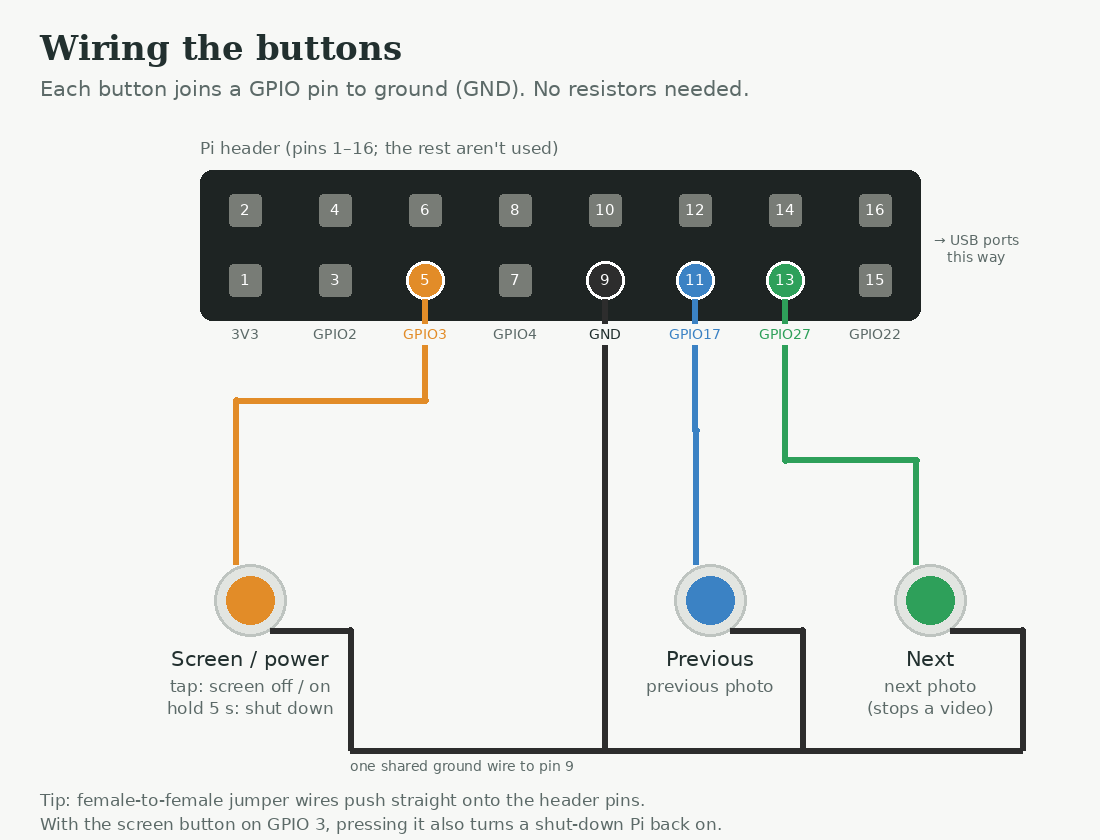 Wiring the buttons
Each button joins a GPIO pin to ground (GND). No resistors needed.
Pi header (pins 1–16; the rest aren't used)
2 4 6 8 10 12 14 16
→ USB ports
this way
1 3 5 7 9 11 13 15
3V3 GPIO2 GPIO3 GPIO4 GND GPIO17 GPIO27 GPIO22
Screen / power
tap: screen off / on
hold 5 s: shut down
Previous
previous photo
Next
next photo
(stops a video)
one shared ground wire to pin 9
Tip: female-to-female jumper wires push straight onto the header pins.
With the screen button on GPIO 3, pressing it also turns a shut-down Pi back on.